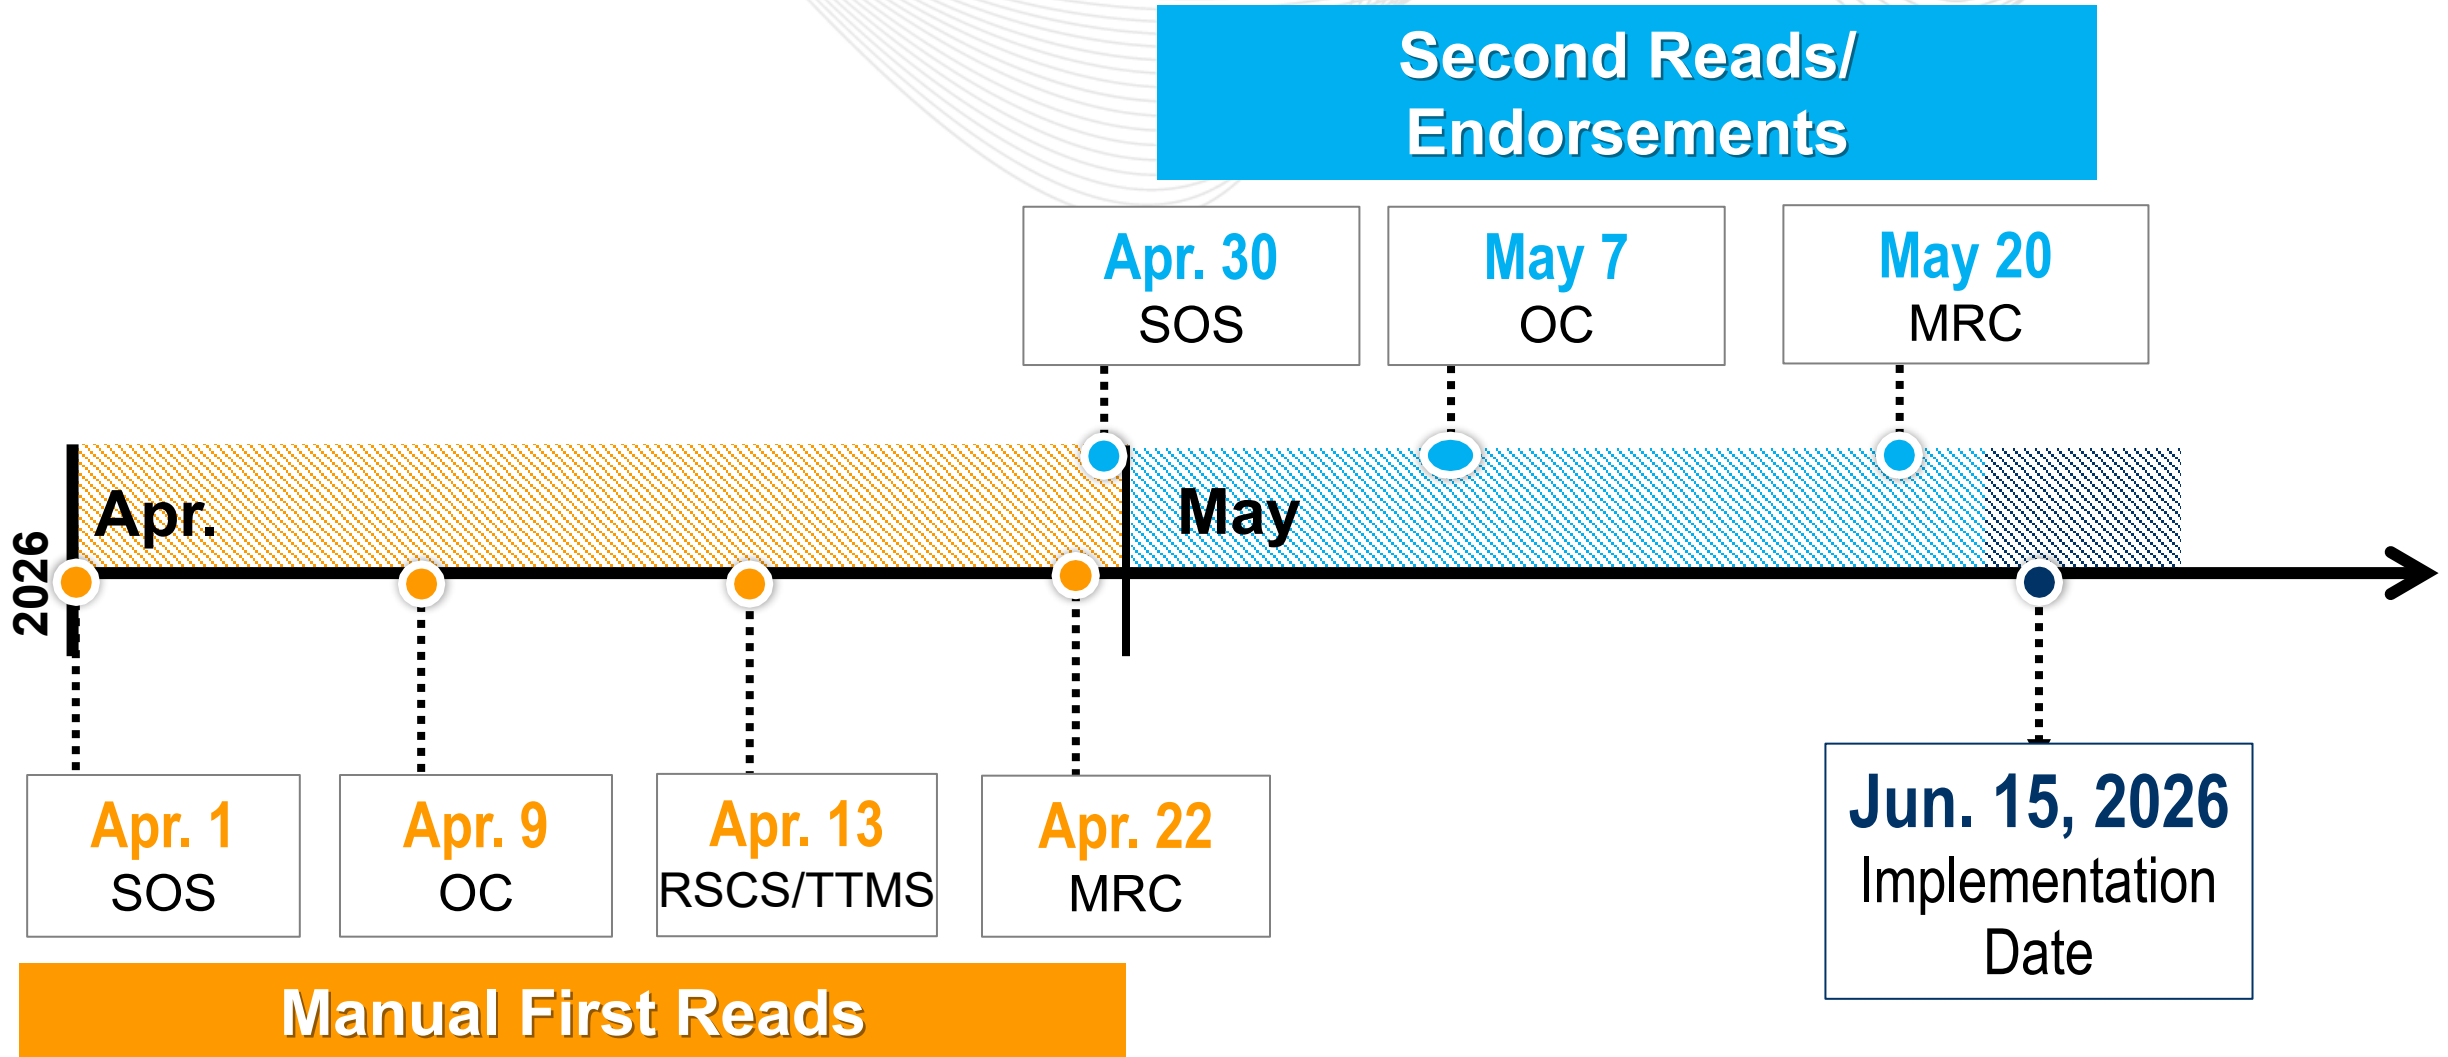 Second Reads/
Endorsements
Apr. 30
SOS
May 7
OC
May 20
MRC
Apr.
May
2026
Apr. 1
SOS
Apr. 9
OC
Apr. 13
RSCS/TTMS
Apr. 22
MRC
Jun. 15, 2026
Implementation
Date
Manual First Reads